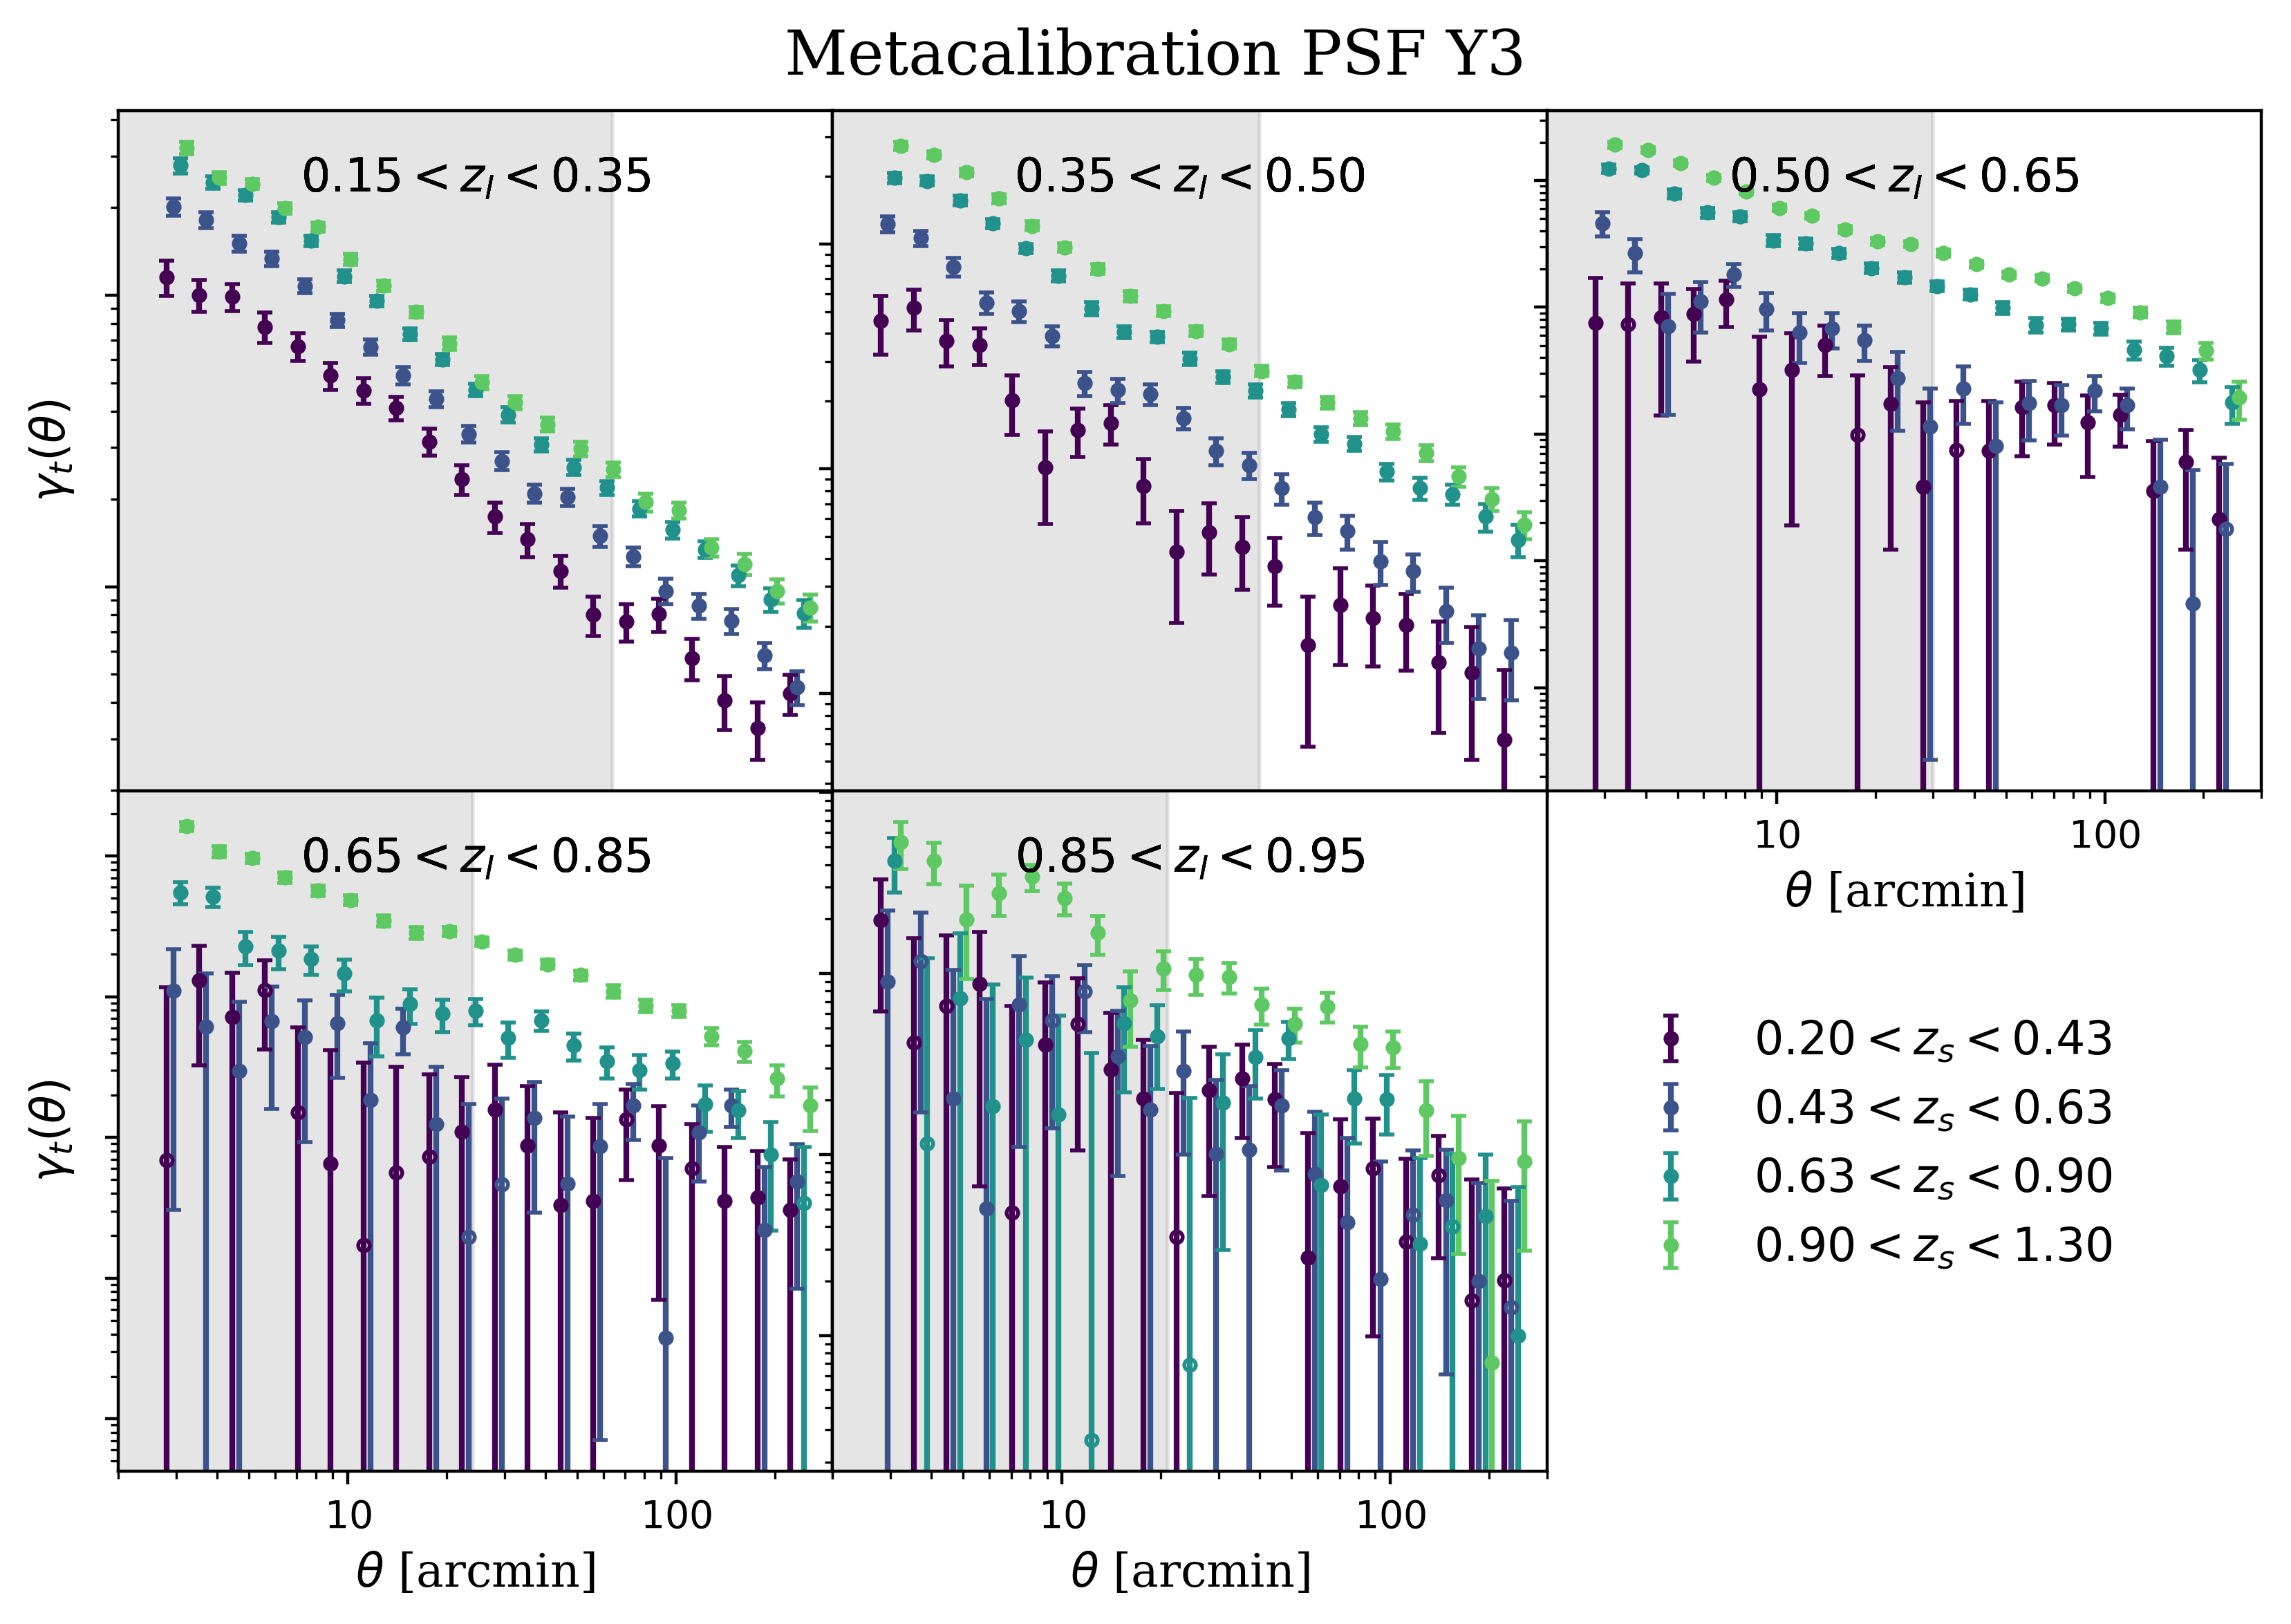 Metacalibration PSF Y3
0.15 < z_l < 0.35
0.35 < z_l < 0.50
0.50 < z_l < 0.65
γ_t(θ)
10
100
θ [arcmin]
0.65 < z_l < 0.85
0.85 < z_l < 0.95
γ_t(θ)
0.20 < z_s < 0.43
0.43 < z_s < 0.63
0.63 < z_s < 0.90
0.90 < z_s < 1.30
10
100
10
100
θ [arcmin]
θ [arcmin]